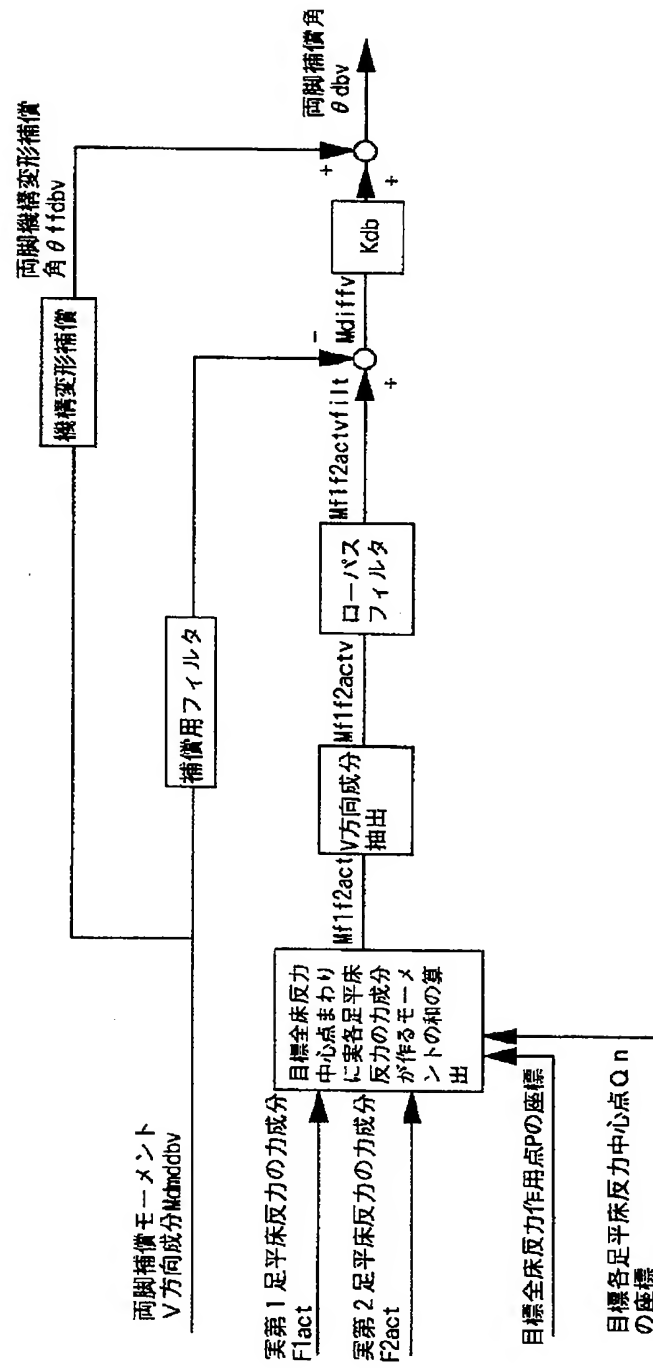 両脚補償モーメント
V方向成分Mdmddbv
機構変形補償
両脚機構変形補償
角θffdbv
補償用フィルタ
実第1足平床反力の力成分
F1act
実第2足平床反力の力成分
F2act
目標全床反力作用点Pの座標
目標各足平床反力中心点Qn
の座標
目標全床反力
中心点まわり
に実各足平床
反力の力成分
が作るモーメ
ントの和の算
出
Mf1f2act
V方向成分
抽出
Mf1f2actv
ローパス
フィルタ
Mf1f2actvfilt
+
-
Mdiffv
Kdb
+
+
両脚補償角
θdbv